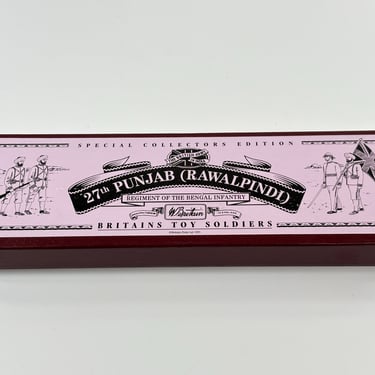 SPECIAL COLLECTORS EDITION
27th PUNJAB (RAWALPINDI)
REGIMENT OF THE BENGAL INFANTRY
W. Britain
BRITAINS TOY SOLDIERS